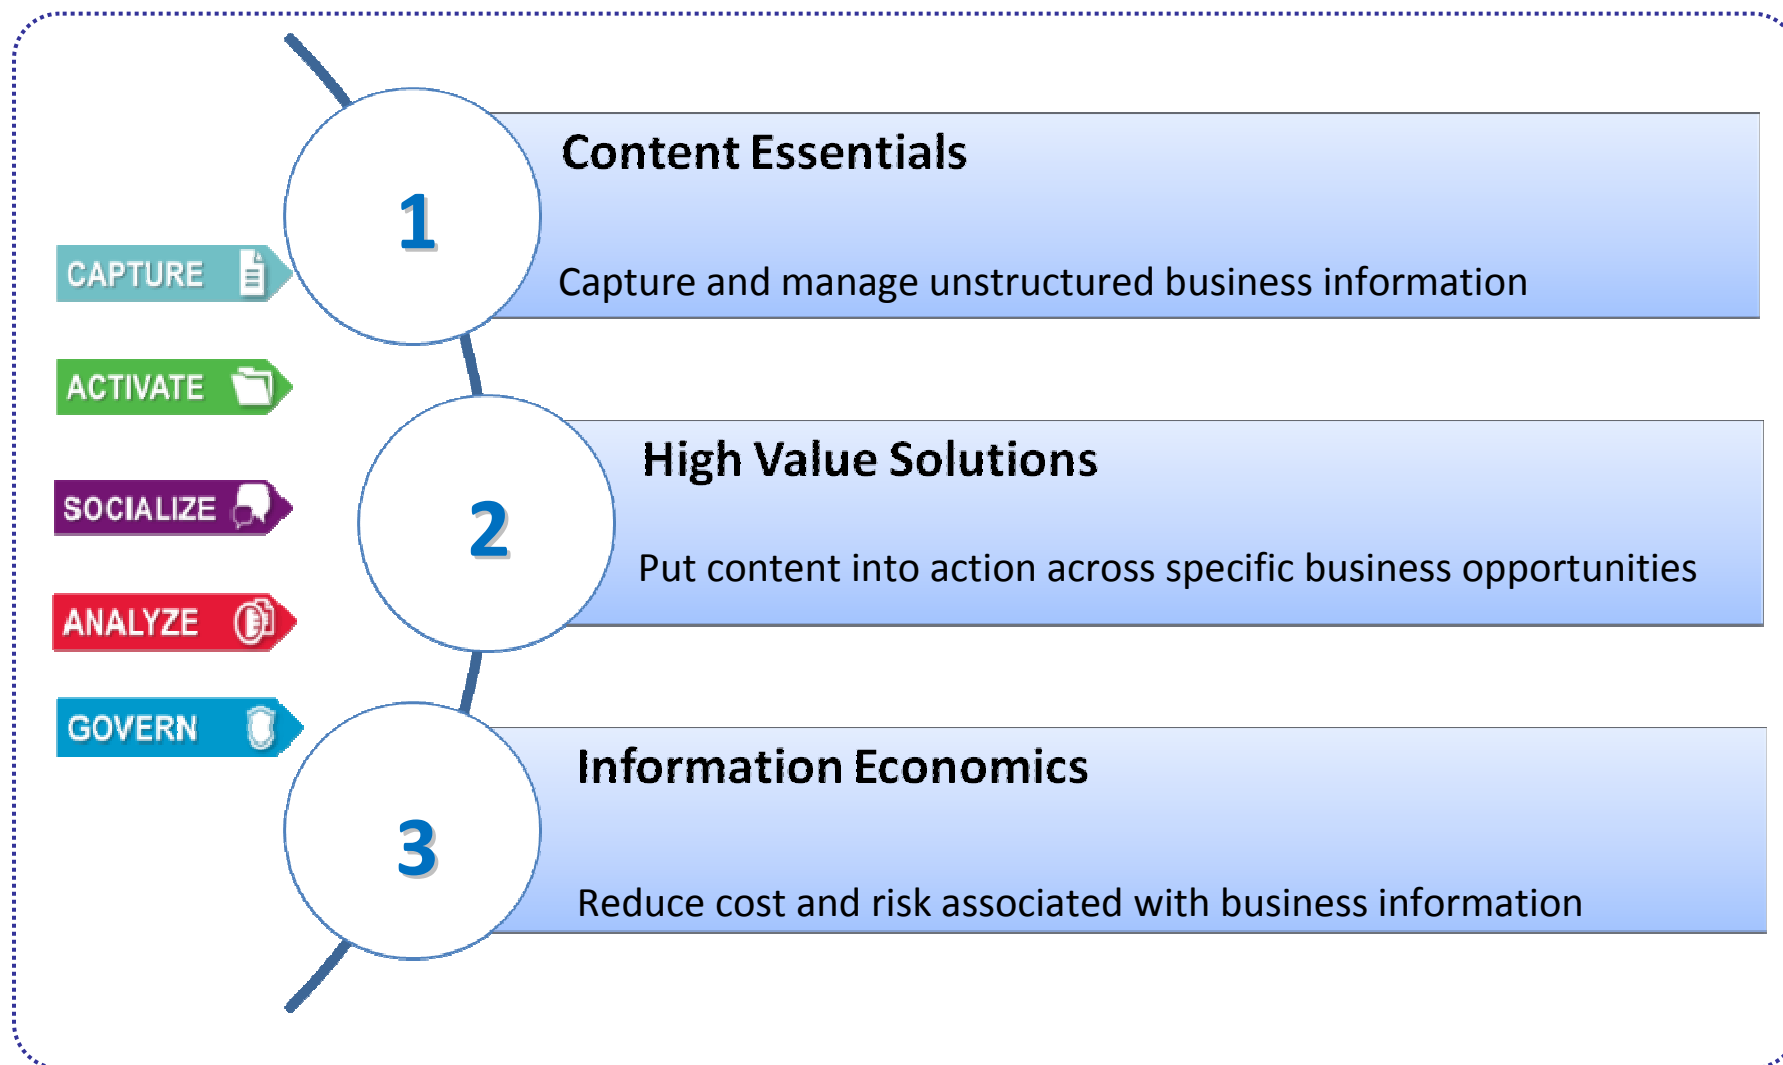 CAPTURE
ACTIVATE
SOCIALIZE
ANALYZE
GOVERN
1
Content Essentials
Capture and manage unstructured business information
2
High Value Solutions
Put content into action across specific business opportunities
3
Information Economics
Reduce cost and risk associated with business information